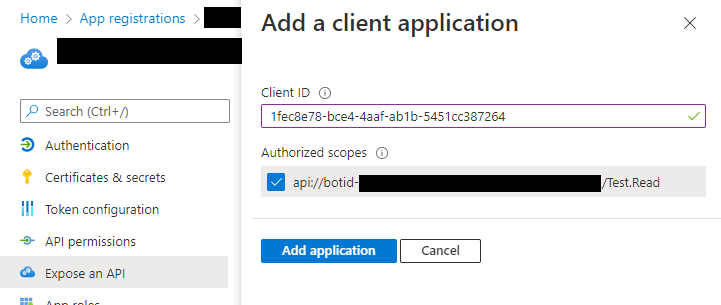 Home > App registrations >
Search (Ctrl+/)
Authentication
Certificates & secrets
Token configuration
API permissions
Expose an API
App roles
Add a client application
Client ID
1fec8e78-bce4-4aaf-ab1b-5451cc387264
Authorized scopes
api://botid- /Test.Read
Add application
Cancel